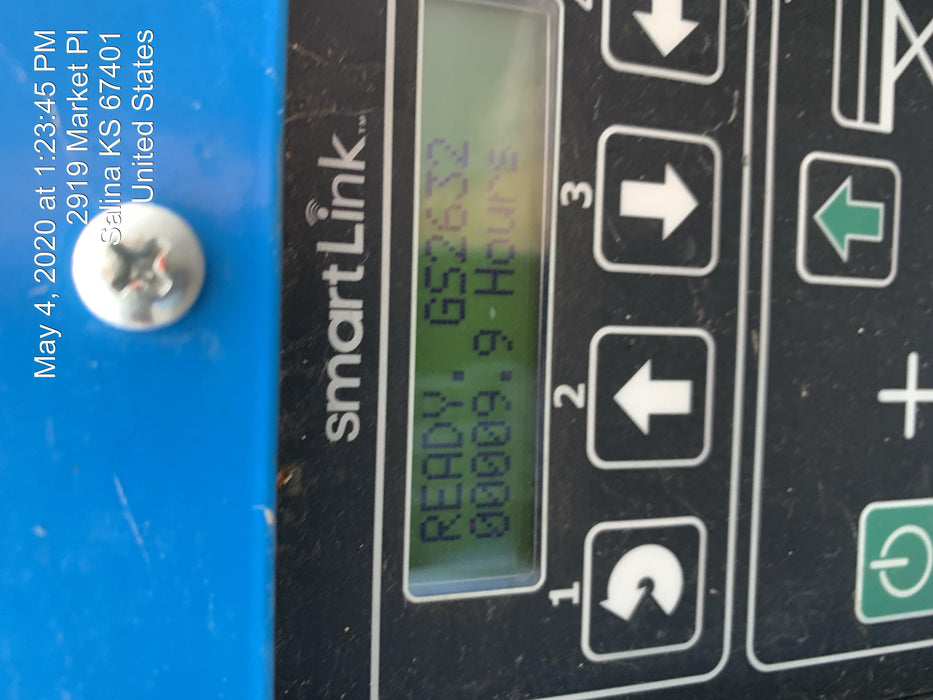 May 4, 2020 at 1:23:45 PM
2919 Market Pl
Salina KS 67401
United States
smartLink™
READY. GS2632
00009.9 Hours
1
2
3